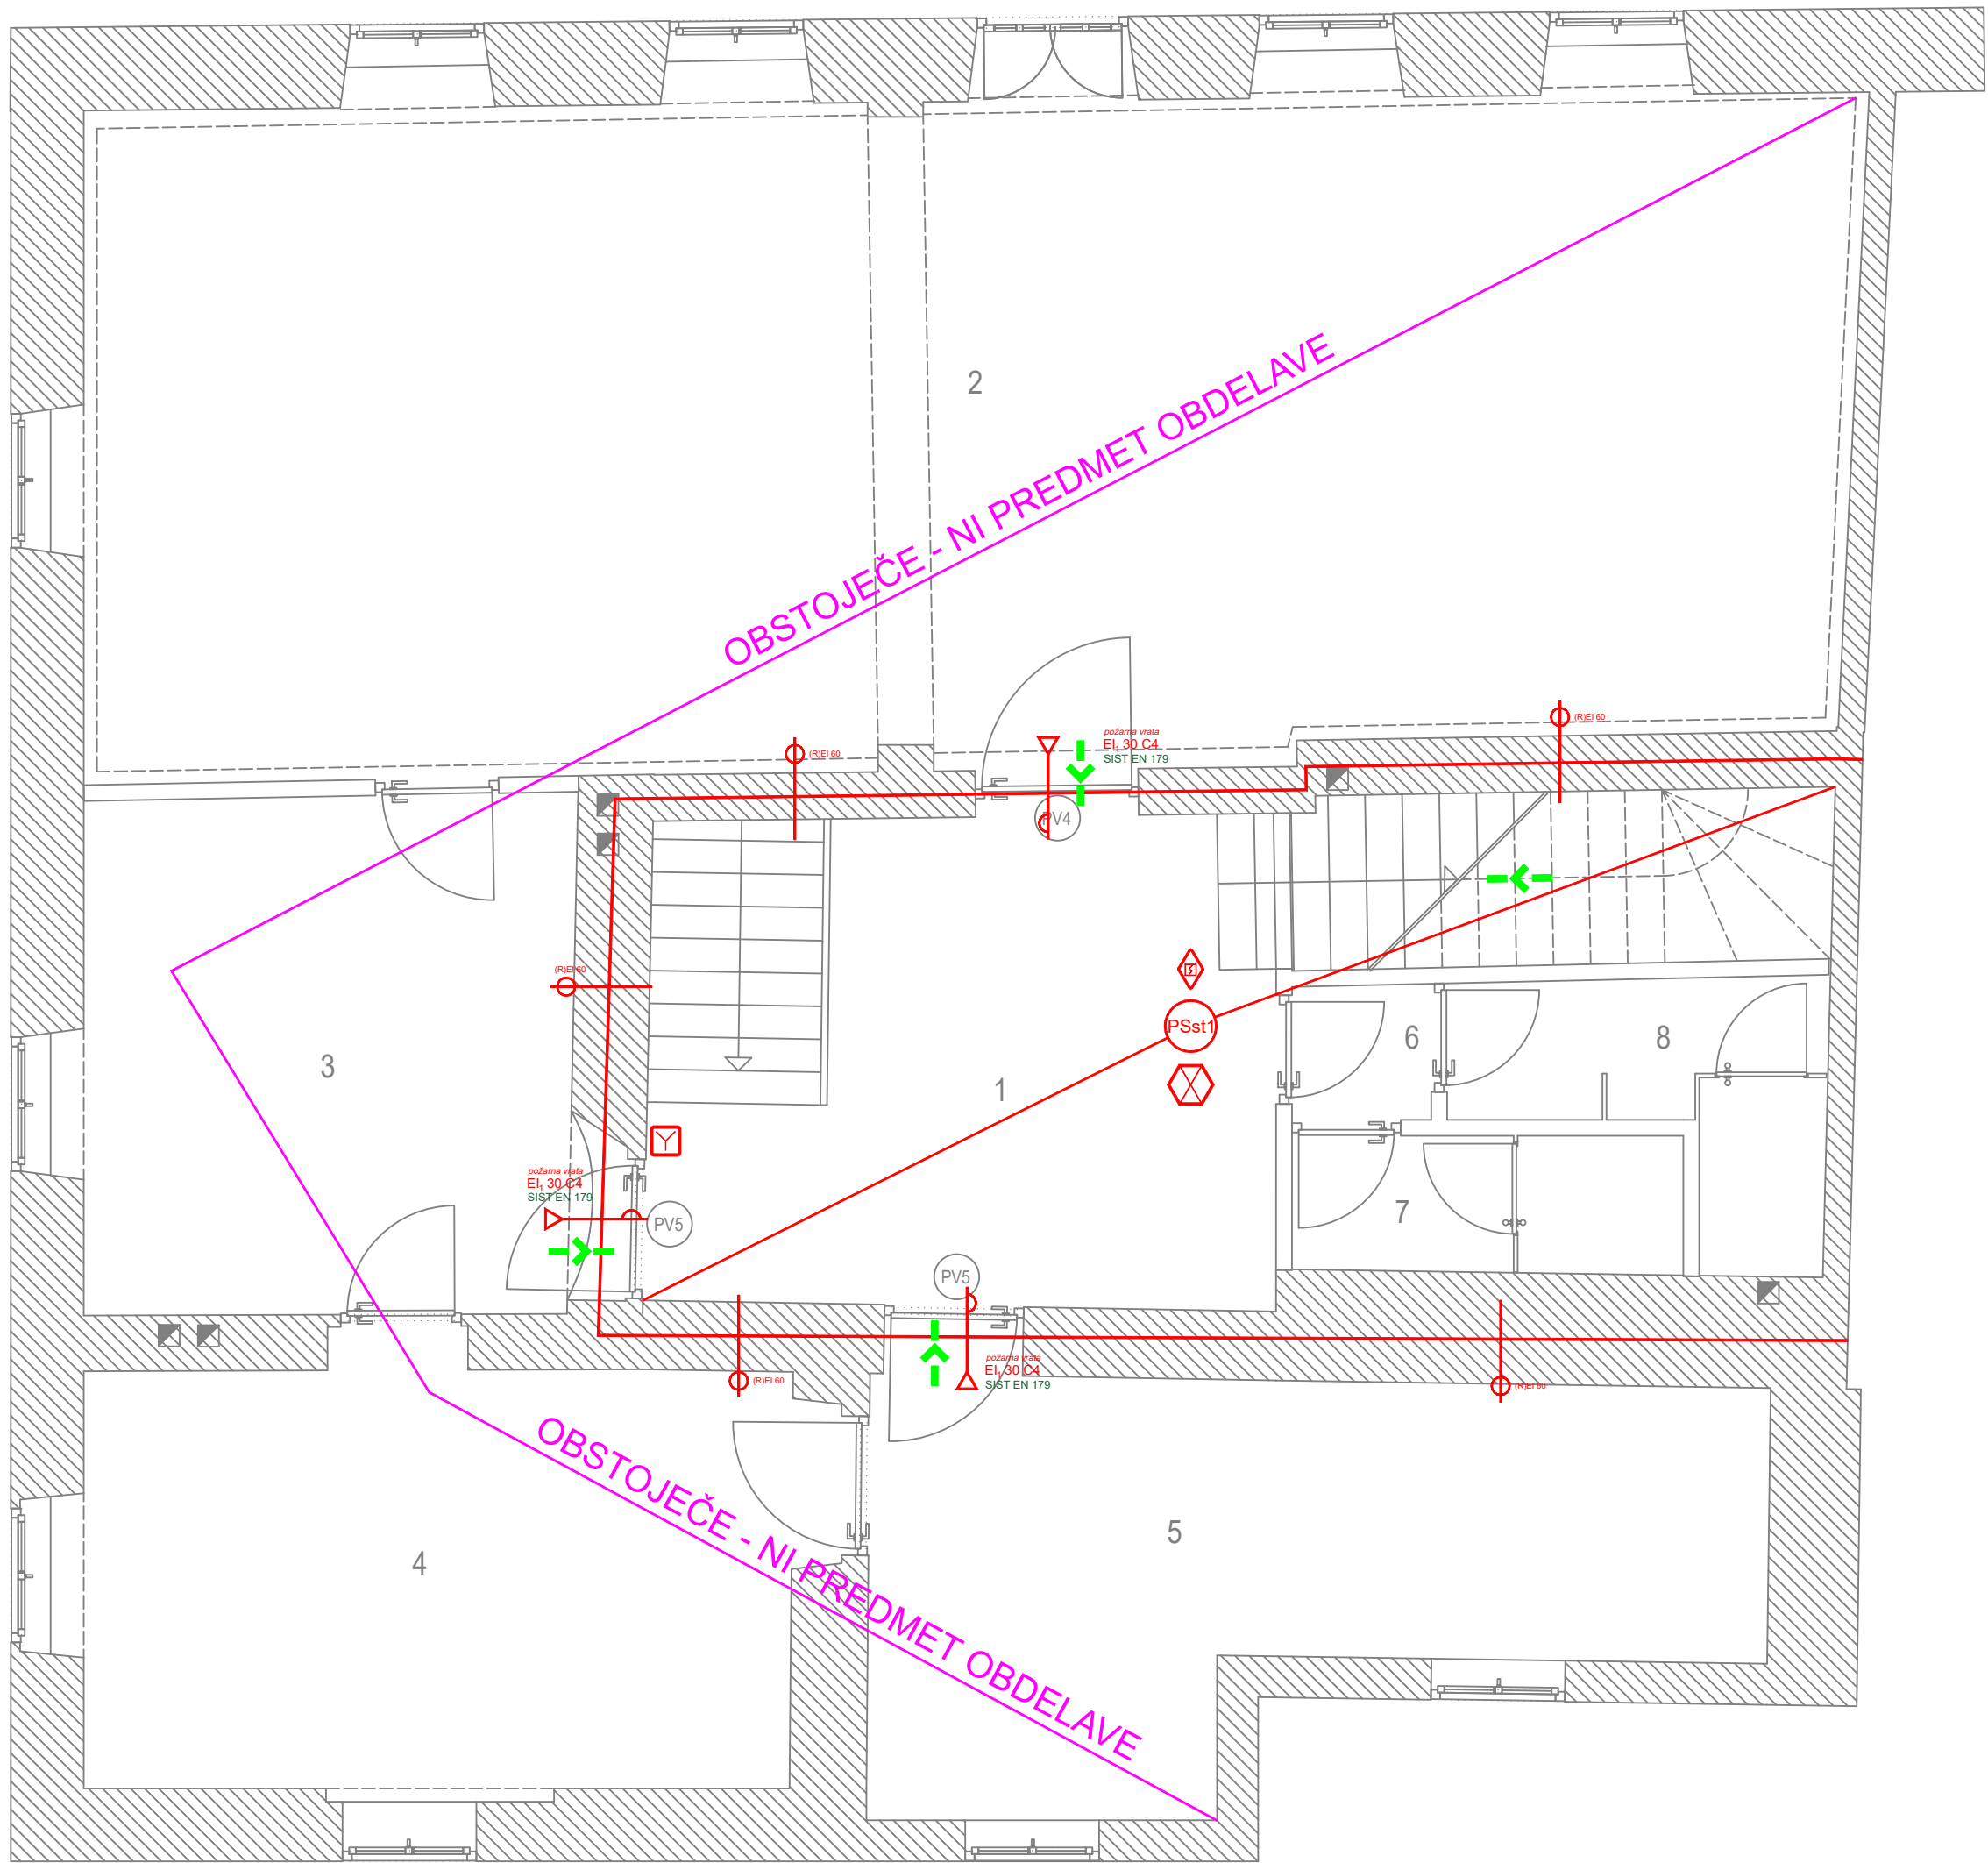 2
OBSTOJEČE - NI PREDMET OBDELAVE
(R)EI 60
požarna vrata
EI₁ 30 C4
SIST EN 179
(R)EI 60
PV4
(R)EI 60
PSst1
3
1
6
8
požarna vrata
EI₁ 30 C4
SIST EN 179
PV5
7
PV5
požarna vrata
EI₁ 30 C4
SIST EN 179
(R)EI 60
(R)EI 60
OBSTOJEČE - NI PREDMET OBDELAVE
4
5